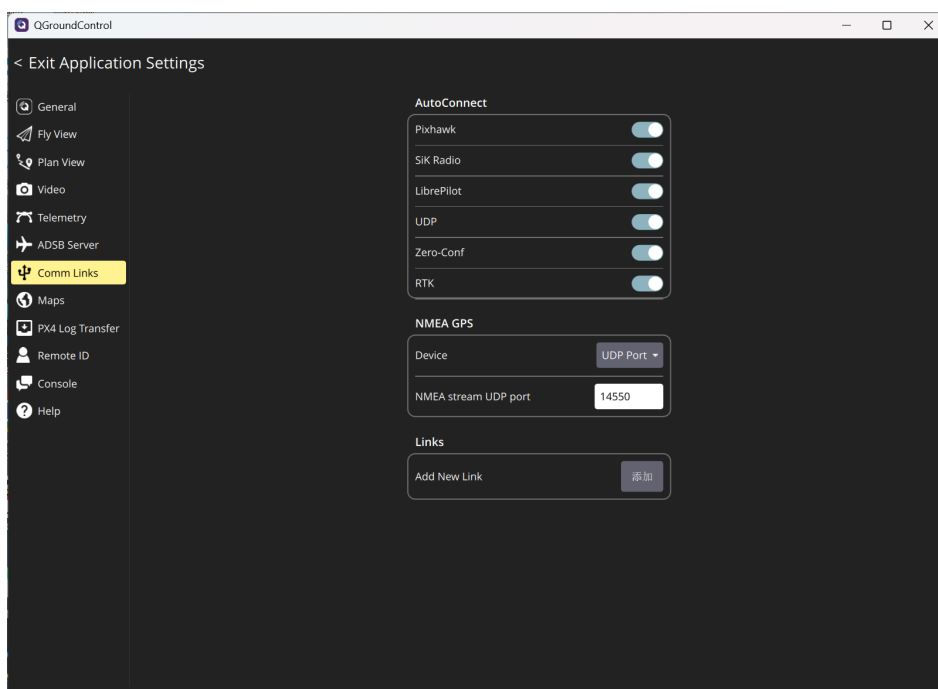 QGroundControl
< Exit Application Settings
General
Fly View
Plan View
Video
Telemetry
ADSB Server
Comm Links
Maps
PX4 Log Transfer
Remote ID
Console
Help
AutoConnect
Pixhawk
SiK Radio
LibrePilot
UDP
Zero-Conf
RTK
NMEA GPS
Device UDP Port
NMEA stream UDP port 14550
Links
Add New Link 添加